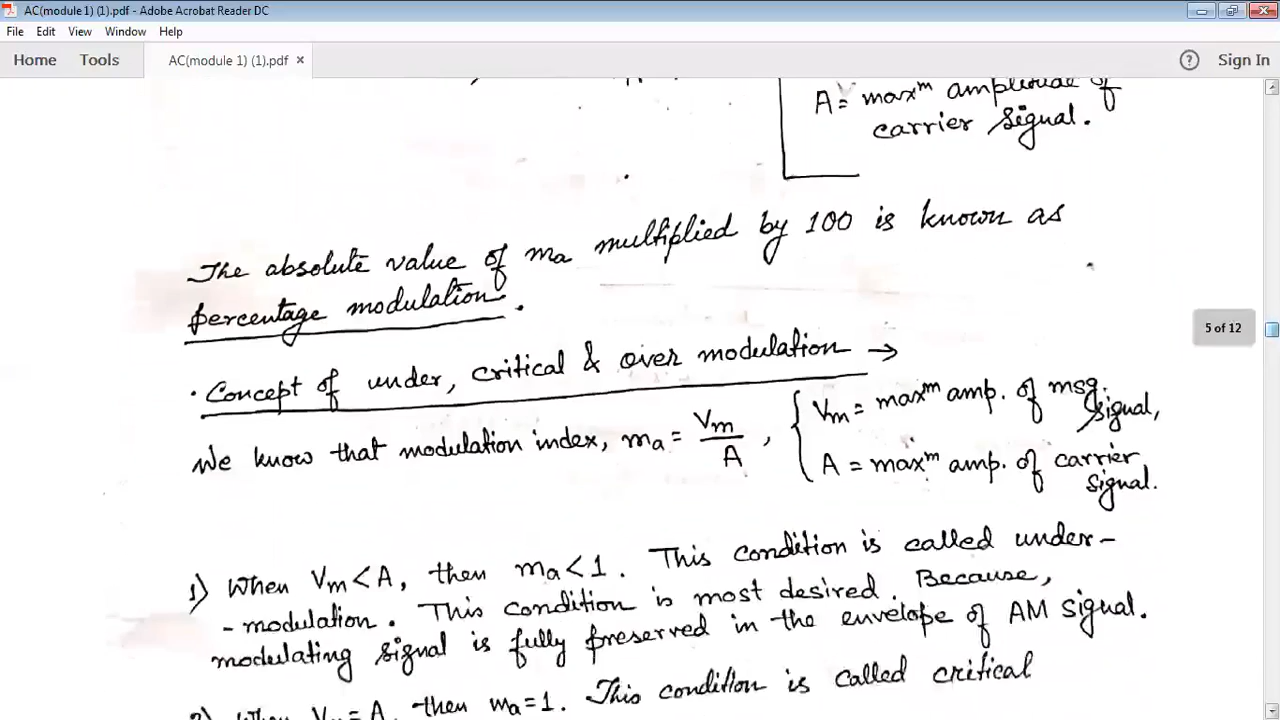 AC(module 1) (1).pdf - Adobe Acrobat Reader DC
File Edit View Window Help
Home Tools AC(module 1) (1).pdf × ? Sign In
A = maxᵐ amplitude of
carrier signal.
The absolute value of ma multiplied by 100 is known as
percentage modulation.
5 of 12
· Concept of under, critical & over modulation →
We know that modulation index, ma = Vm/A , { Vm = maxᵐ amp. of msg. signal,
A = maxᵐ amp. of carrier signal.
1) When Vm < A, then ma < 1. This condition is called under-
-modulation. This condition is most desired. Because,
modulating signal is fully preserved in the envelope of AM signal.
2) When Vm = A, then ma = 1. This condition is called critical